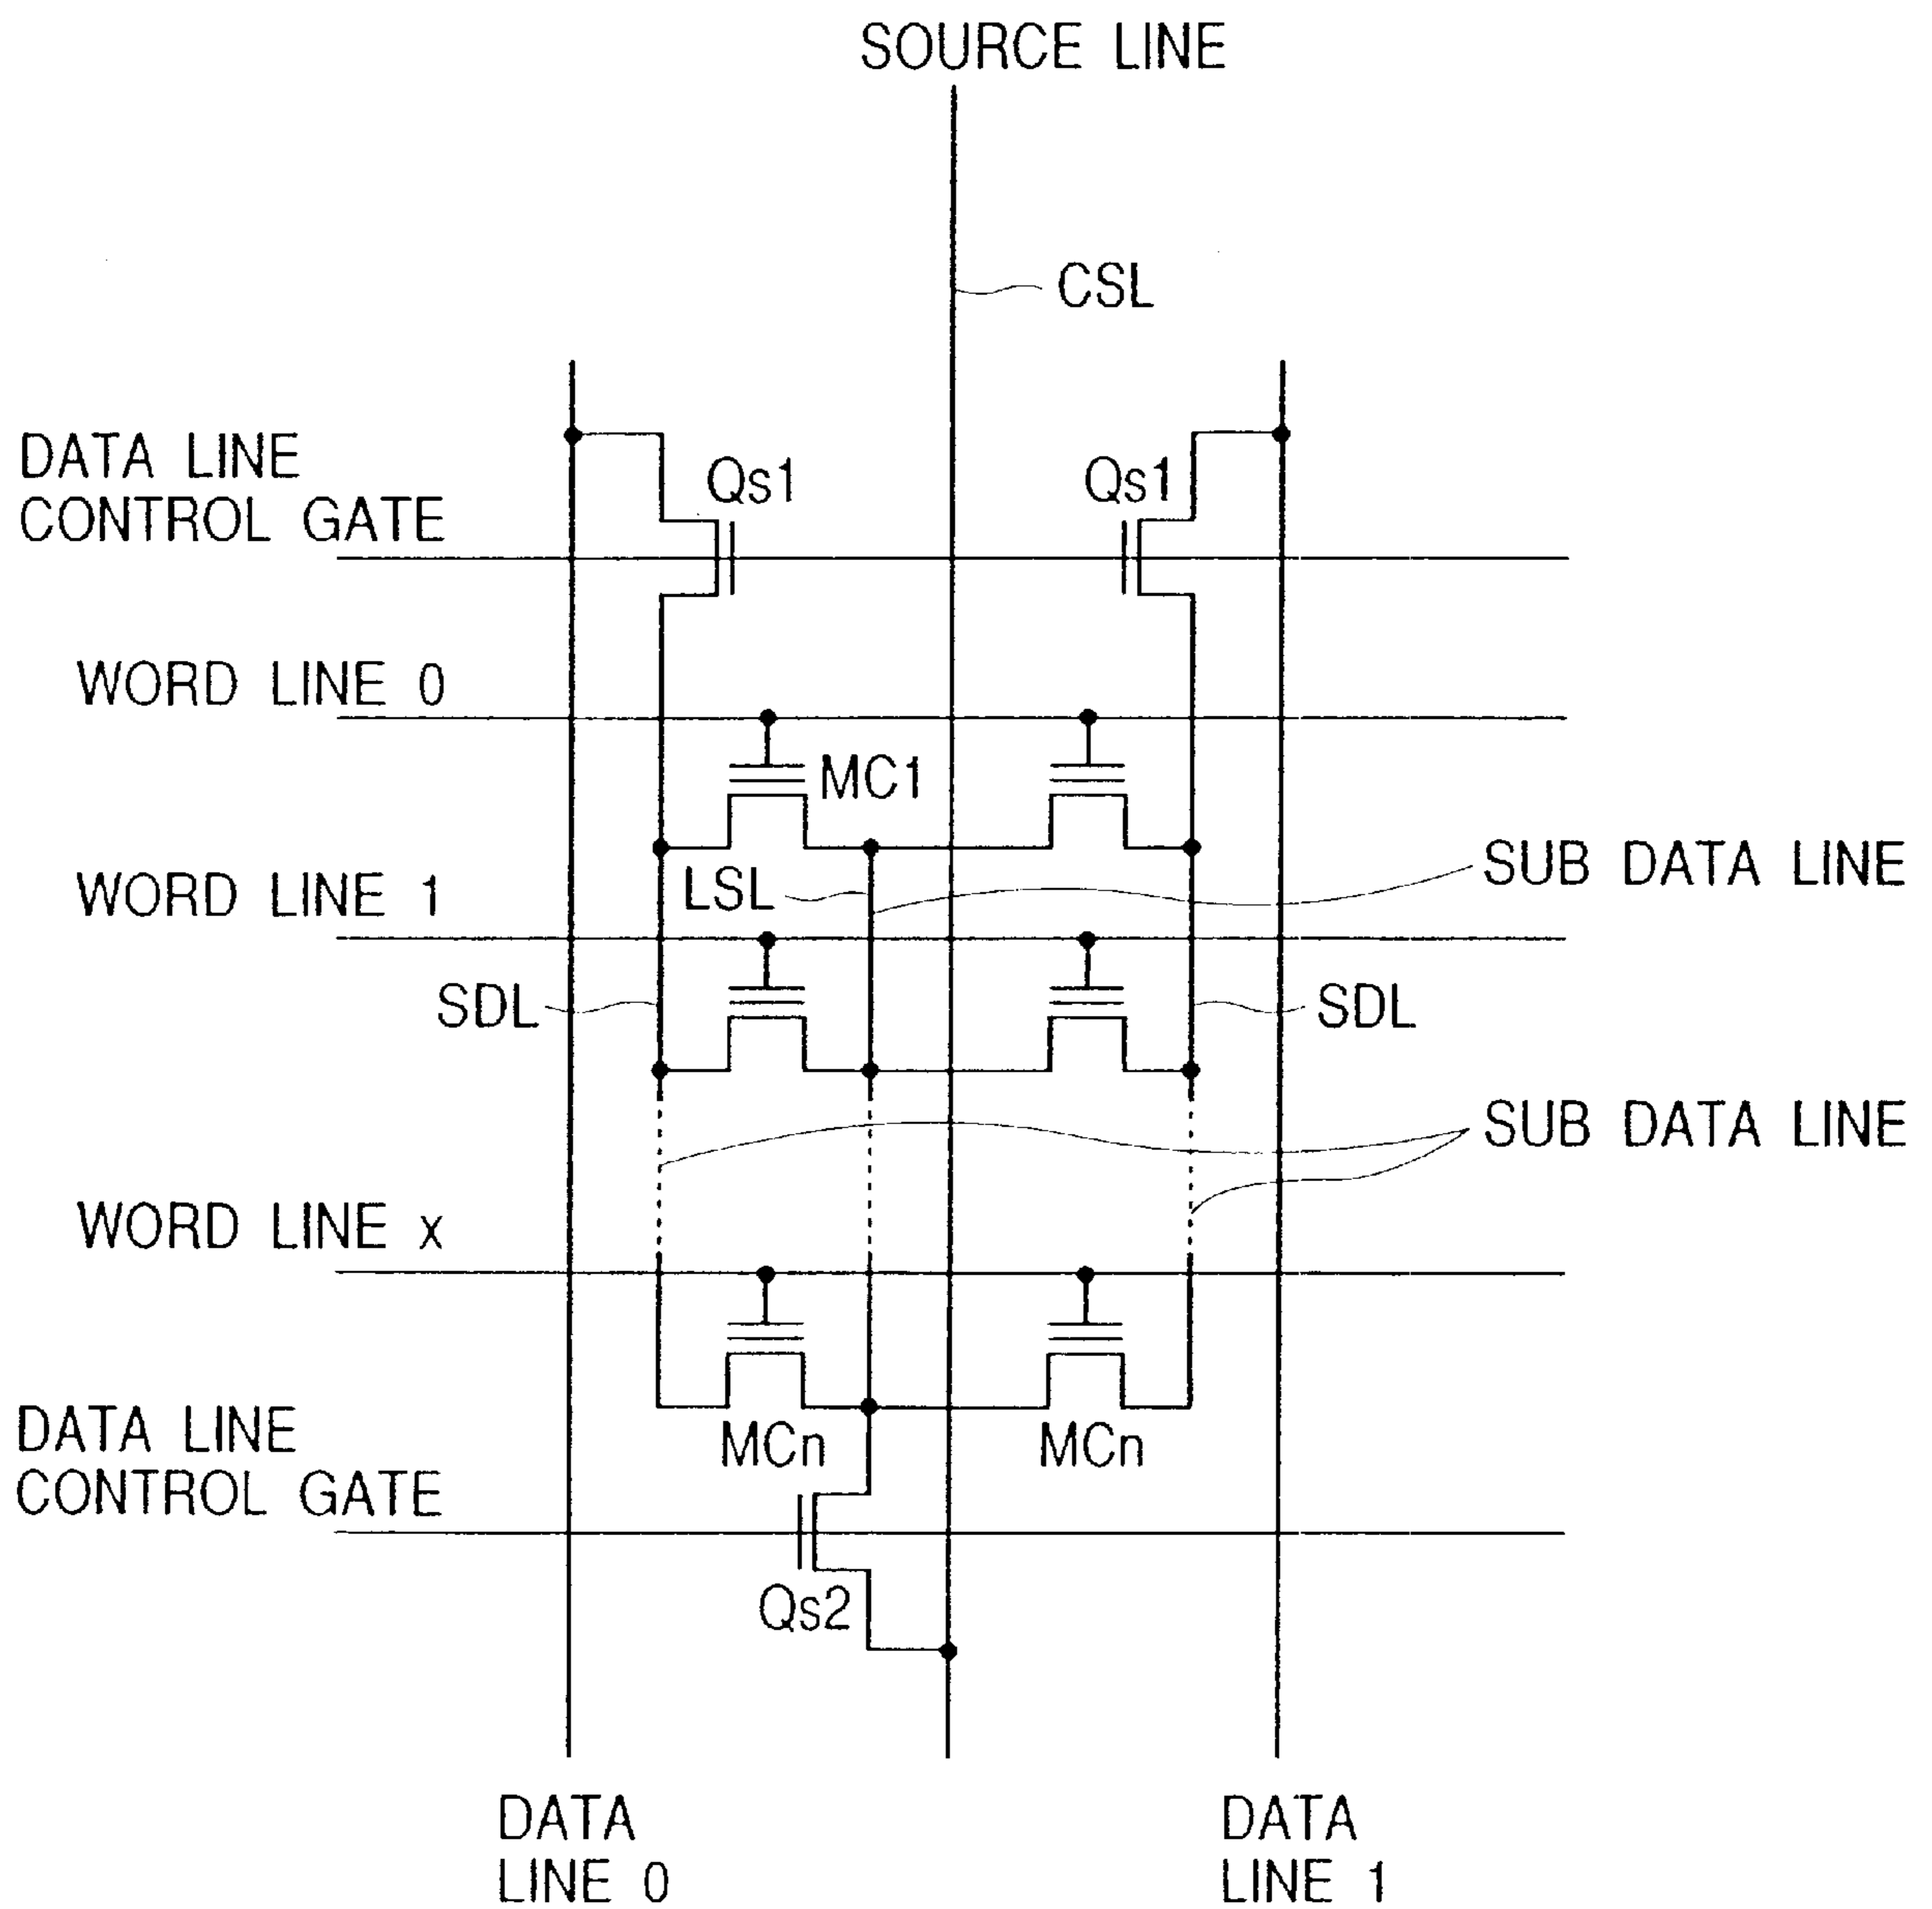 SOURCE LINE
CSL
DATA LINE
CONTROL GATE
Qs1
Qs1
WORD LINE 0
MC1
WORD LINE 1
LSL
SUB DATA LINE
SDL
SDL
SUB DATA LINE
WORD LINE x
MCn
MCn
DATA LINE
CONTROL GATE
Qs2
DATA
LINE 0
DATA
LINE 1